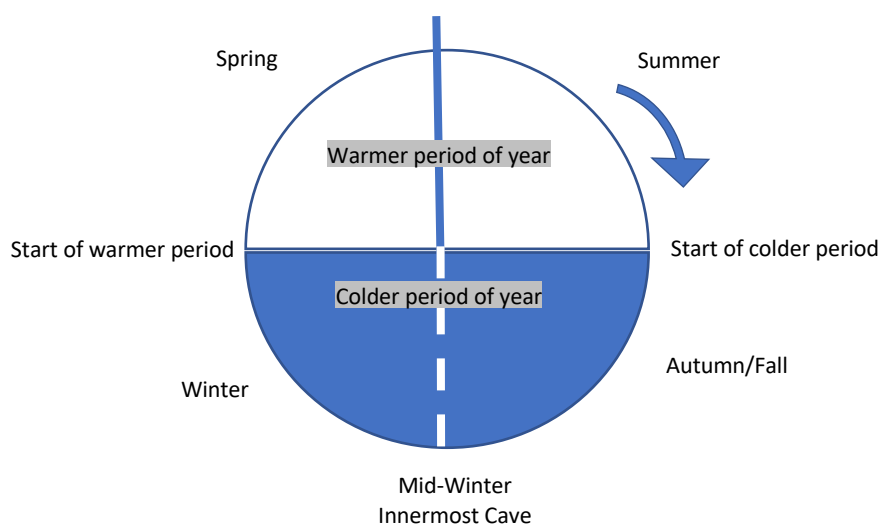 Spring
Summer
Warmer period of year
Start of warmer period
Start of colder period
Colder period of year
Autumn/Fall
Winter
Mid-Winter
Innermost Cave